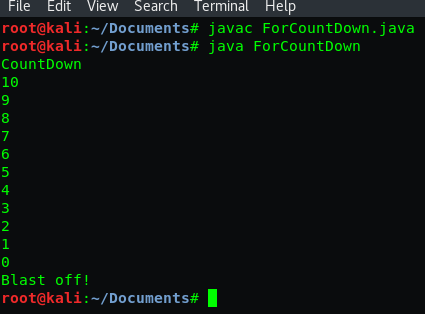 File Edit View Search Terminal Help
root@kali:~/Documents# javac ForCountDown.java
root@kali:~/Documents# java ForCountDown
CountDown
10
9
8
7
6
5
4
3
2
1
0
Blast off!
root@kali:~/Documents#